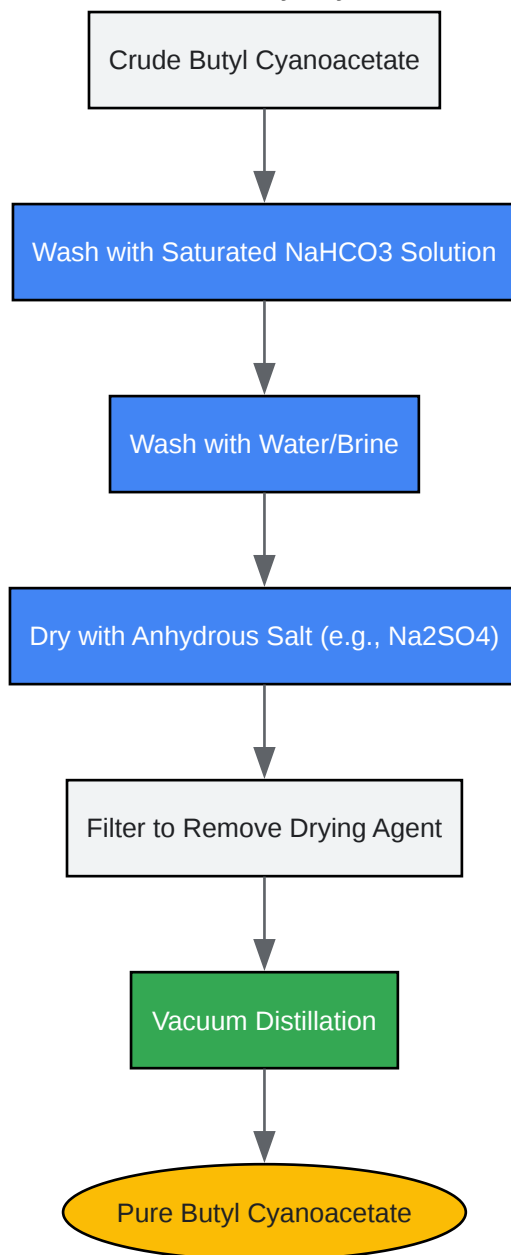 Crude Butyl Cyanoacetate
Wash with Saturated NaHCO3 Solution
Wash with Water/Brine
Dry with Anhydrous Salt (e.g., Na2SO4)
Filter to Remove Drying Agent
Vacuum Distillation
Pure Butyl Cyanoacetate